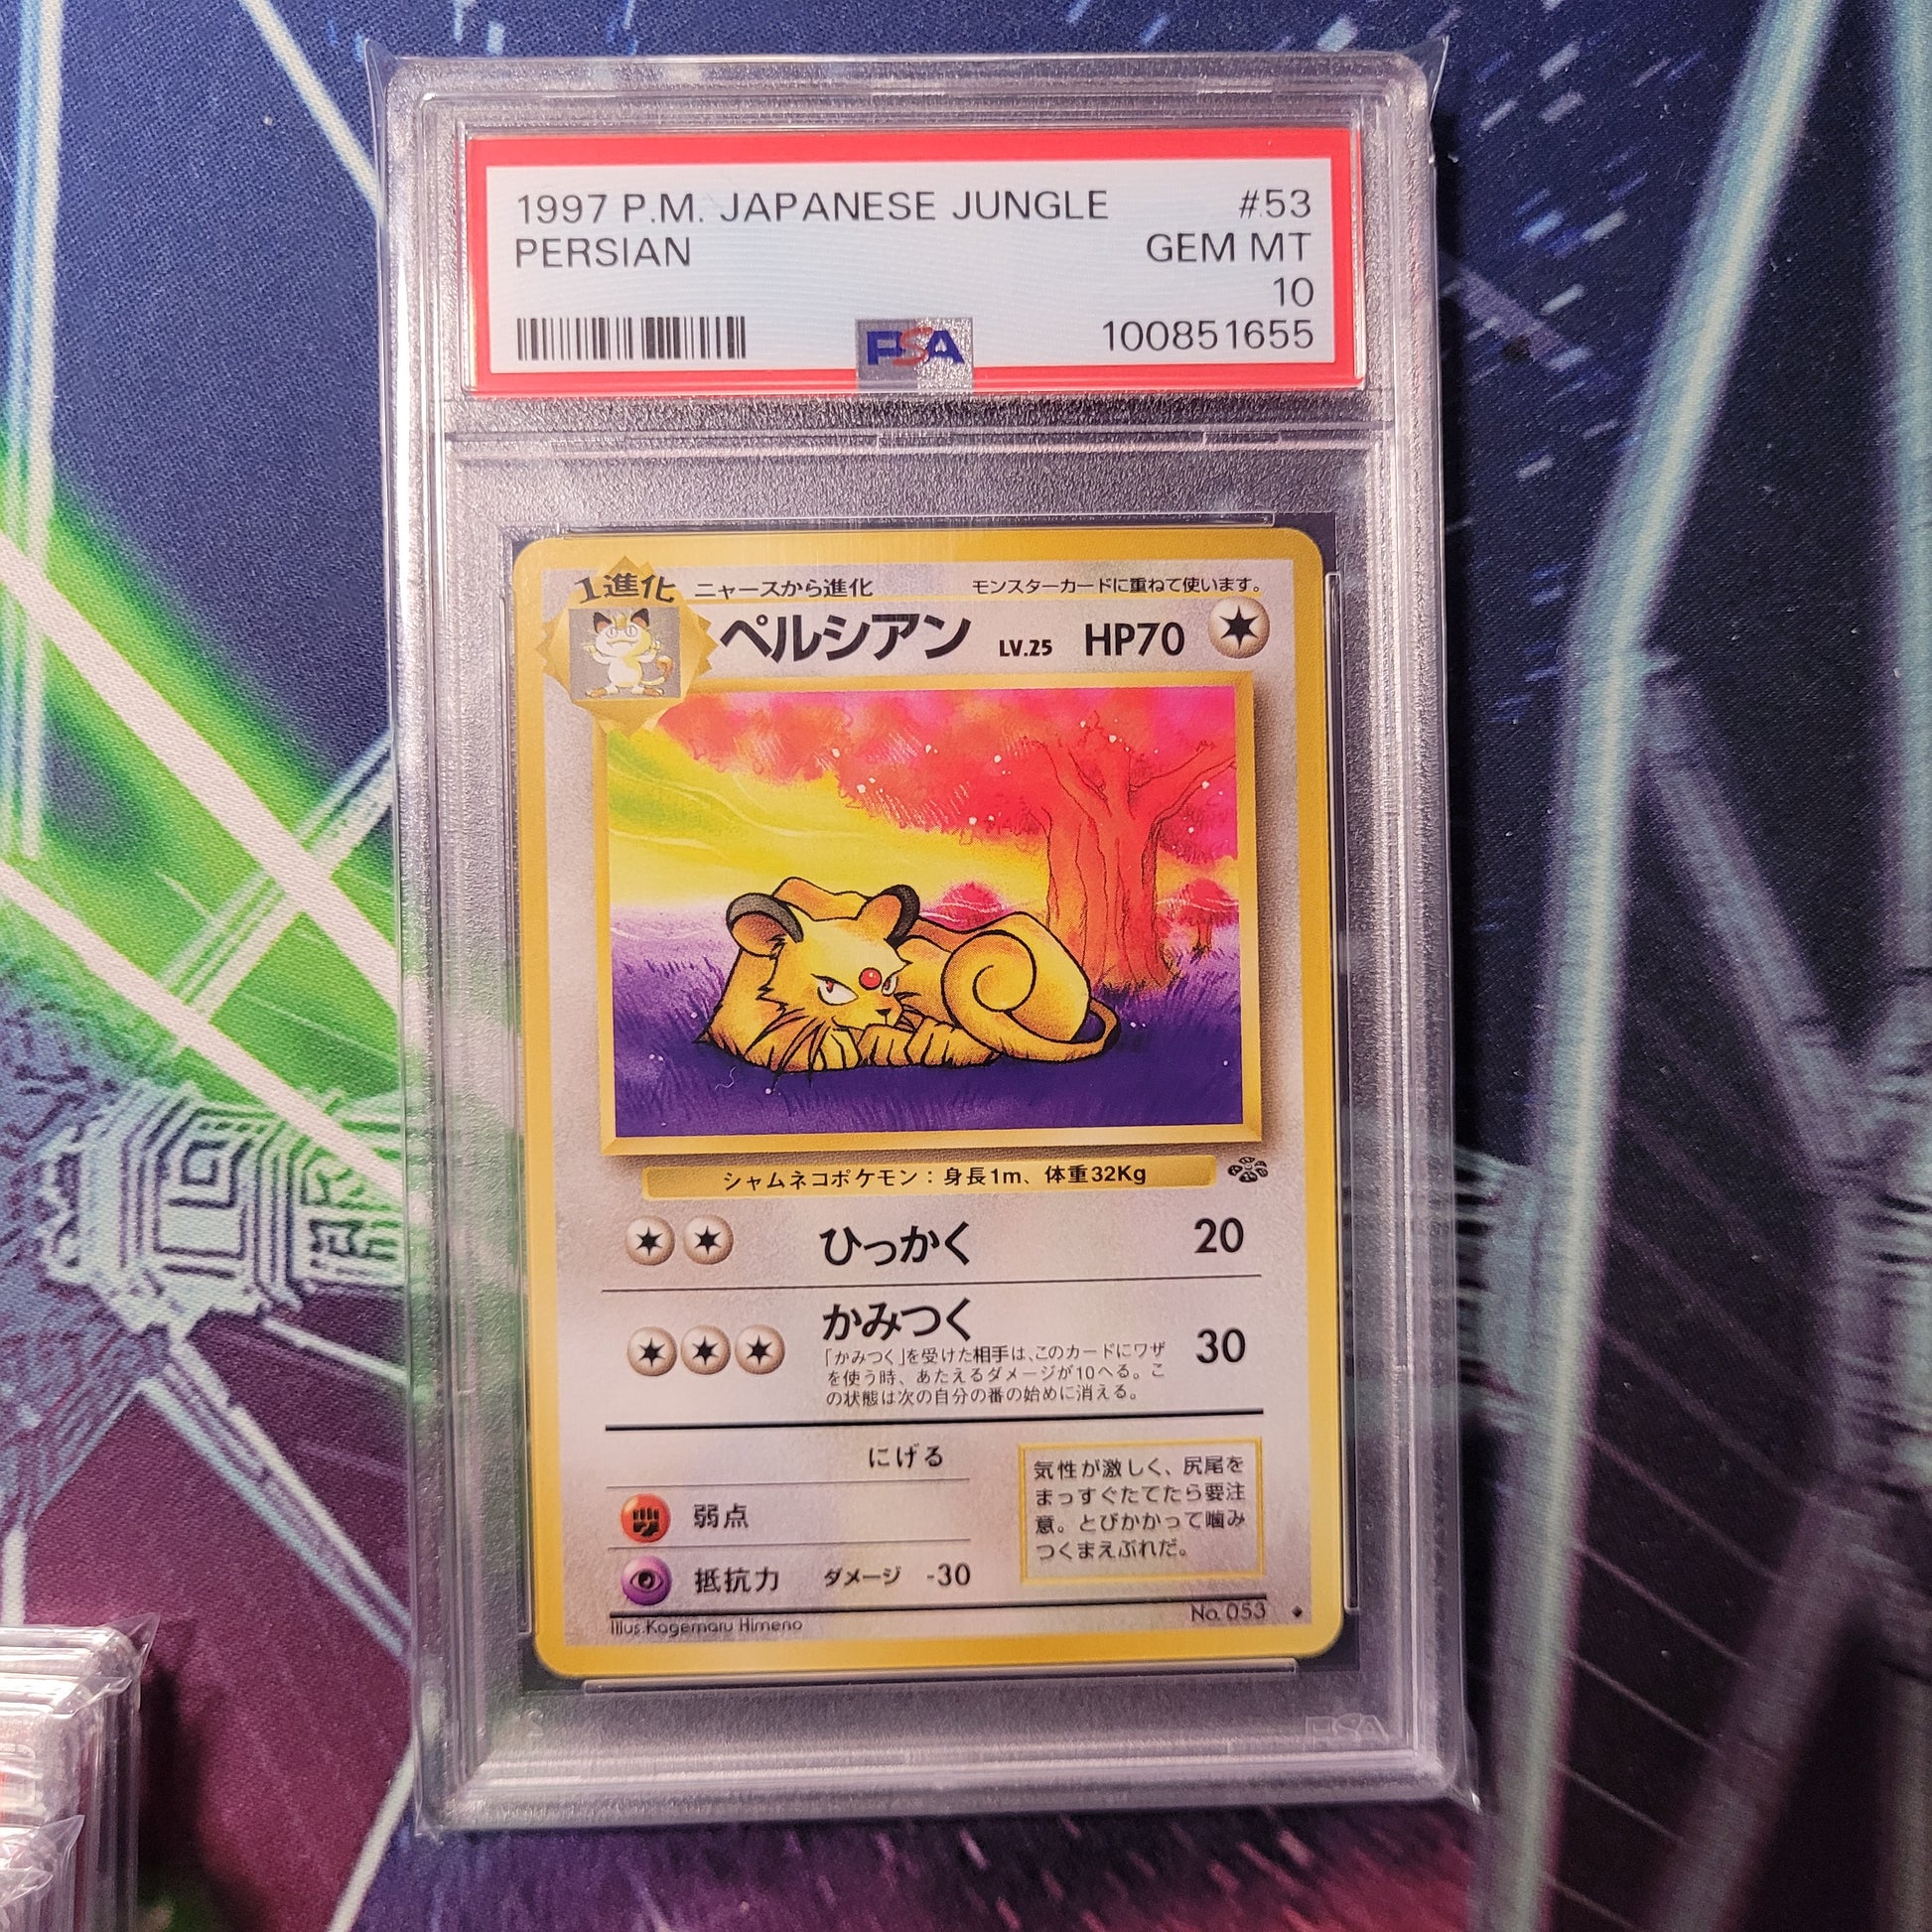 1997 P.M. JAPANESE JUNGLE #53
PERSIAN GEM MT
10
PSA 100851655
1進化 ニャースから進化 モンスターカードに重ねて使います。
ペルシアン LV.25 HP70
シャムネコポケモン：身長1m、体重32Kg
ひっかく 20
かみつく 30
「かみつく」を受けた相手は、このカードにワザ
を使う時、あたえるダメージが10へる。こ
の状態は次の自分の番の始めに消える。
にげる
弱点
抵抗力 ダメージ -30
気性が激しく、尻尾を
まっすぐたてたら要注
意。とびかかって噛み
つくまえぶれだ。
Illus.Kagemaru Himeno No. 053
PSA